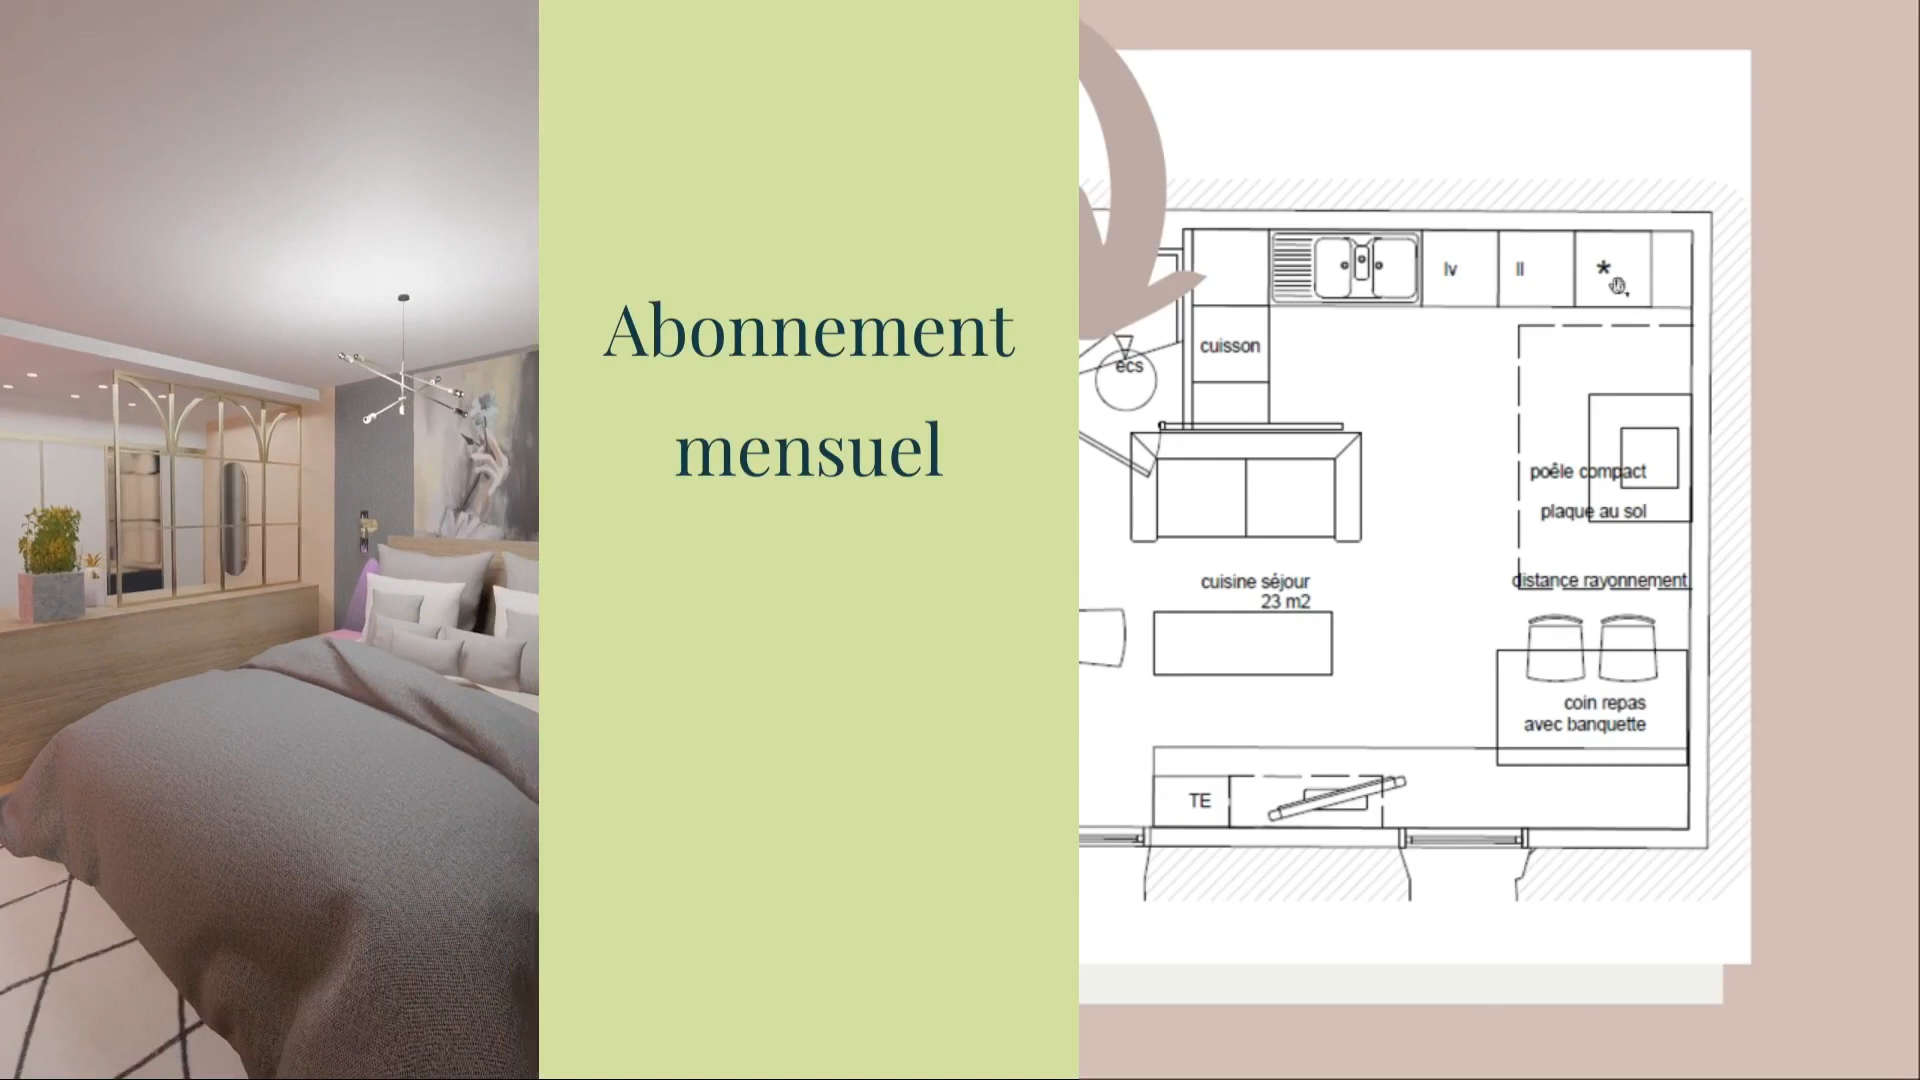 Abonnement
mensuel
lv
ll
*
cuisson
ecs
poêle compact
plaque au sol
cuisine séjour
23 m2
distance rayonnement
coin repas
avec banquette
TE